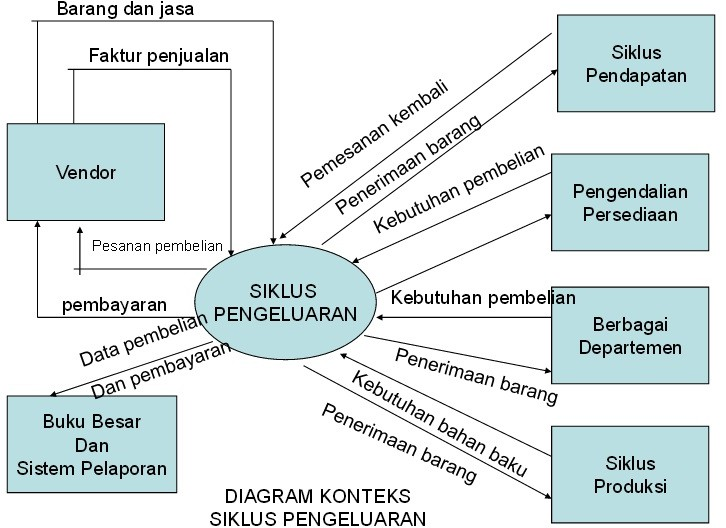 Barang dan jasa
Faktur penjualan
Siklus
Pendapatan
Pemesanan kembali
Penerimaan barang
Vendor
Kebutuhan pembelian
Pengendalian
Persediaan
Pesanan pembelian
SIKLUS
PENGELUARAN
pembayaran
Kebutuhan pembelian
Berbagai
Departemen
Data pembelian
Dan pembayaran
Penerimaan barang
Kebutuhan bahan baku
Penerimaan barang
Buku Besar
Dan
Sistem Pelaporan
Siklus
Produksi
DIAGRAM KONTEKS
SIKLUS PENGELUARAN